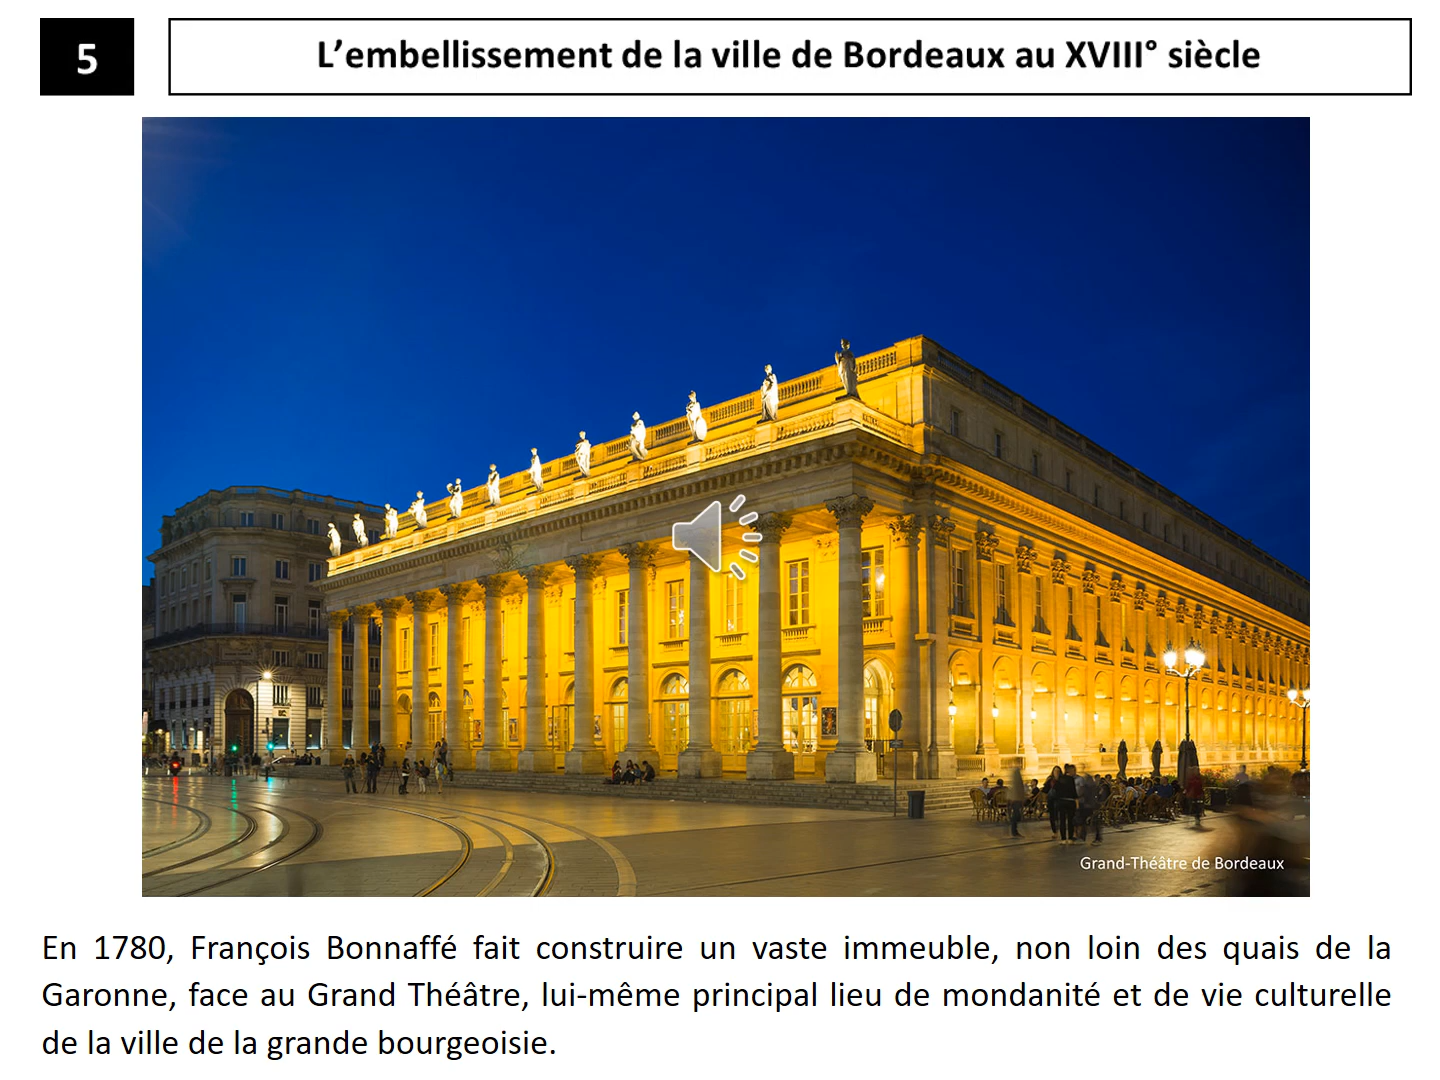 5
L’embellissement de la ville de Bordeaux au XVIII° siècle
Grand-Théâtre de Bordeaux
En 1780, François Bonnaffé fait construire un vaste immeuble, non loin des quais de la
Garonne, face au Grand Théâtre, lui-même principal lieu de mondanité et de vie culturelle
de la ville de la grande bourgeoisie.